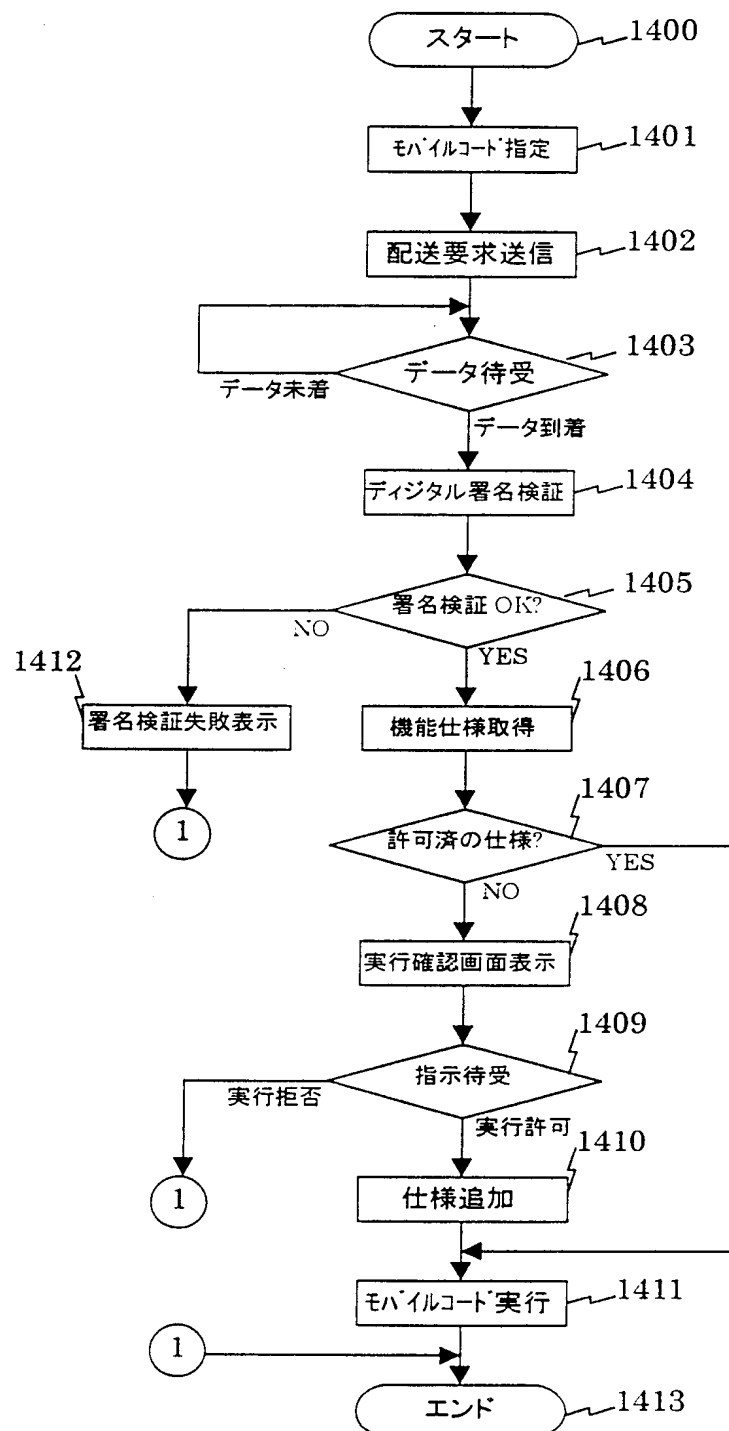 スタート
1400
モバイルコード指定
1401
配送要求送信
1402
データ待受
1403
データ未着
データ到着
ディジタル署名検証
1404
署名検証 OK?
1405
NO
YES
1412
署名検証失敗表示
1406
機能仕様取得
1
許可済の仕様?
1407
YES
NO
1408
実行確認画面表示
指示待受
1409
実行拒否
実行許可
1410
1
仕様追加
モバイルコード実行
1411
1
エンド
1413